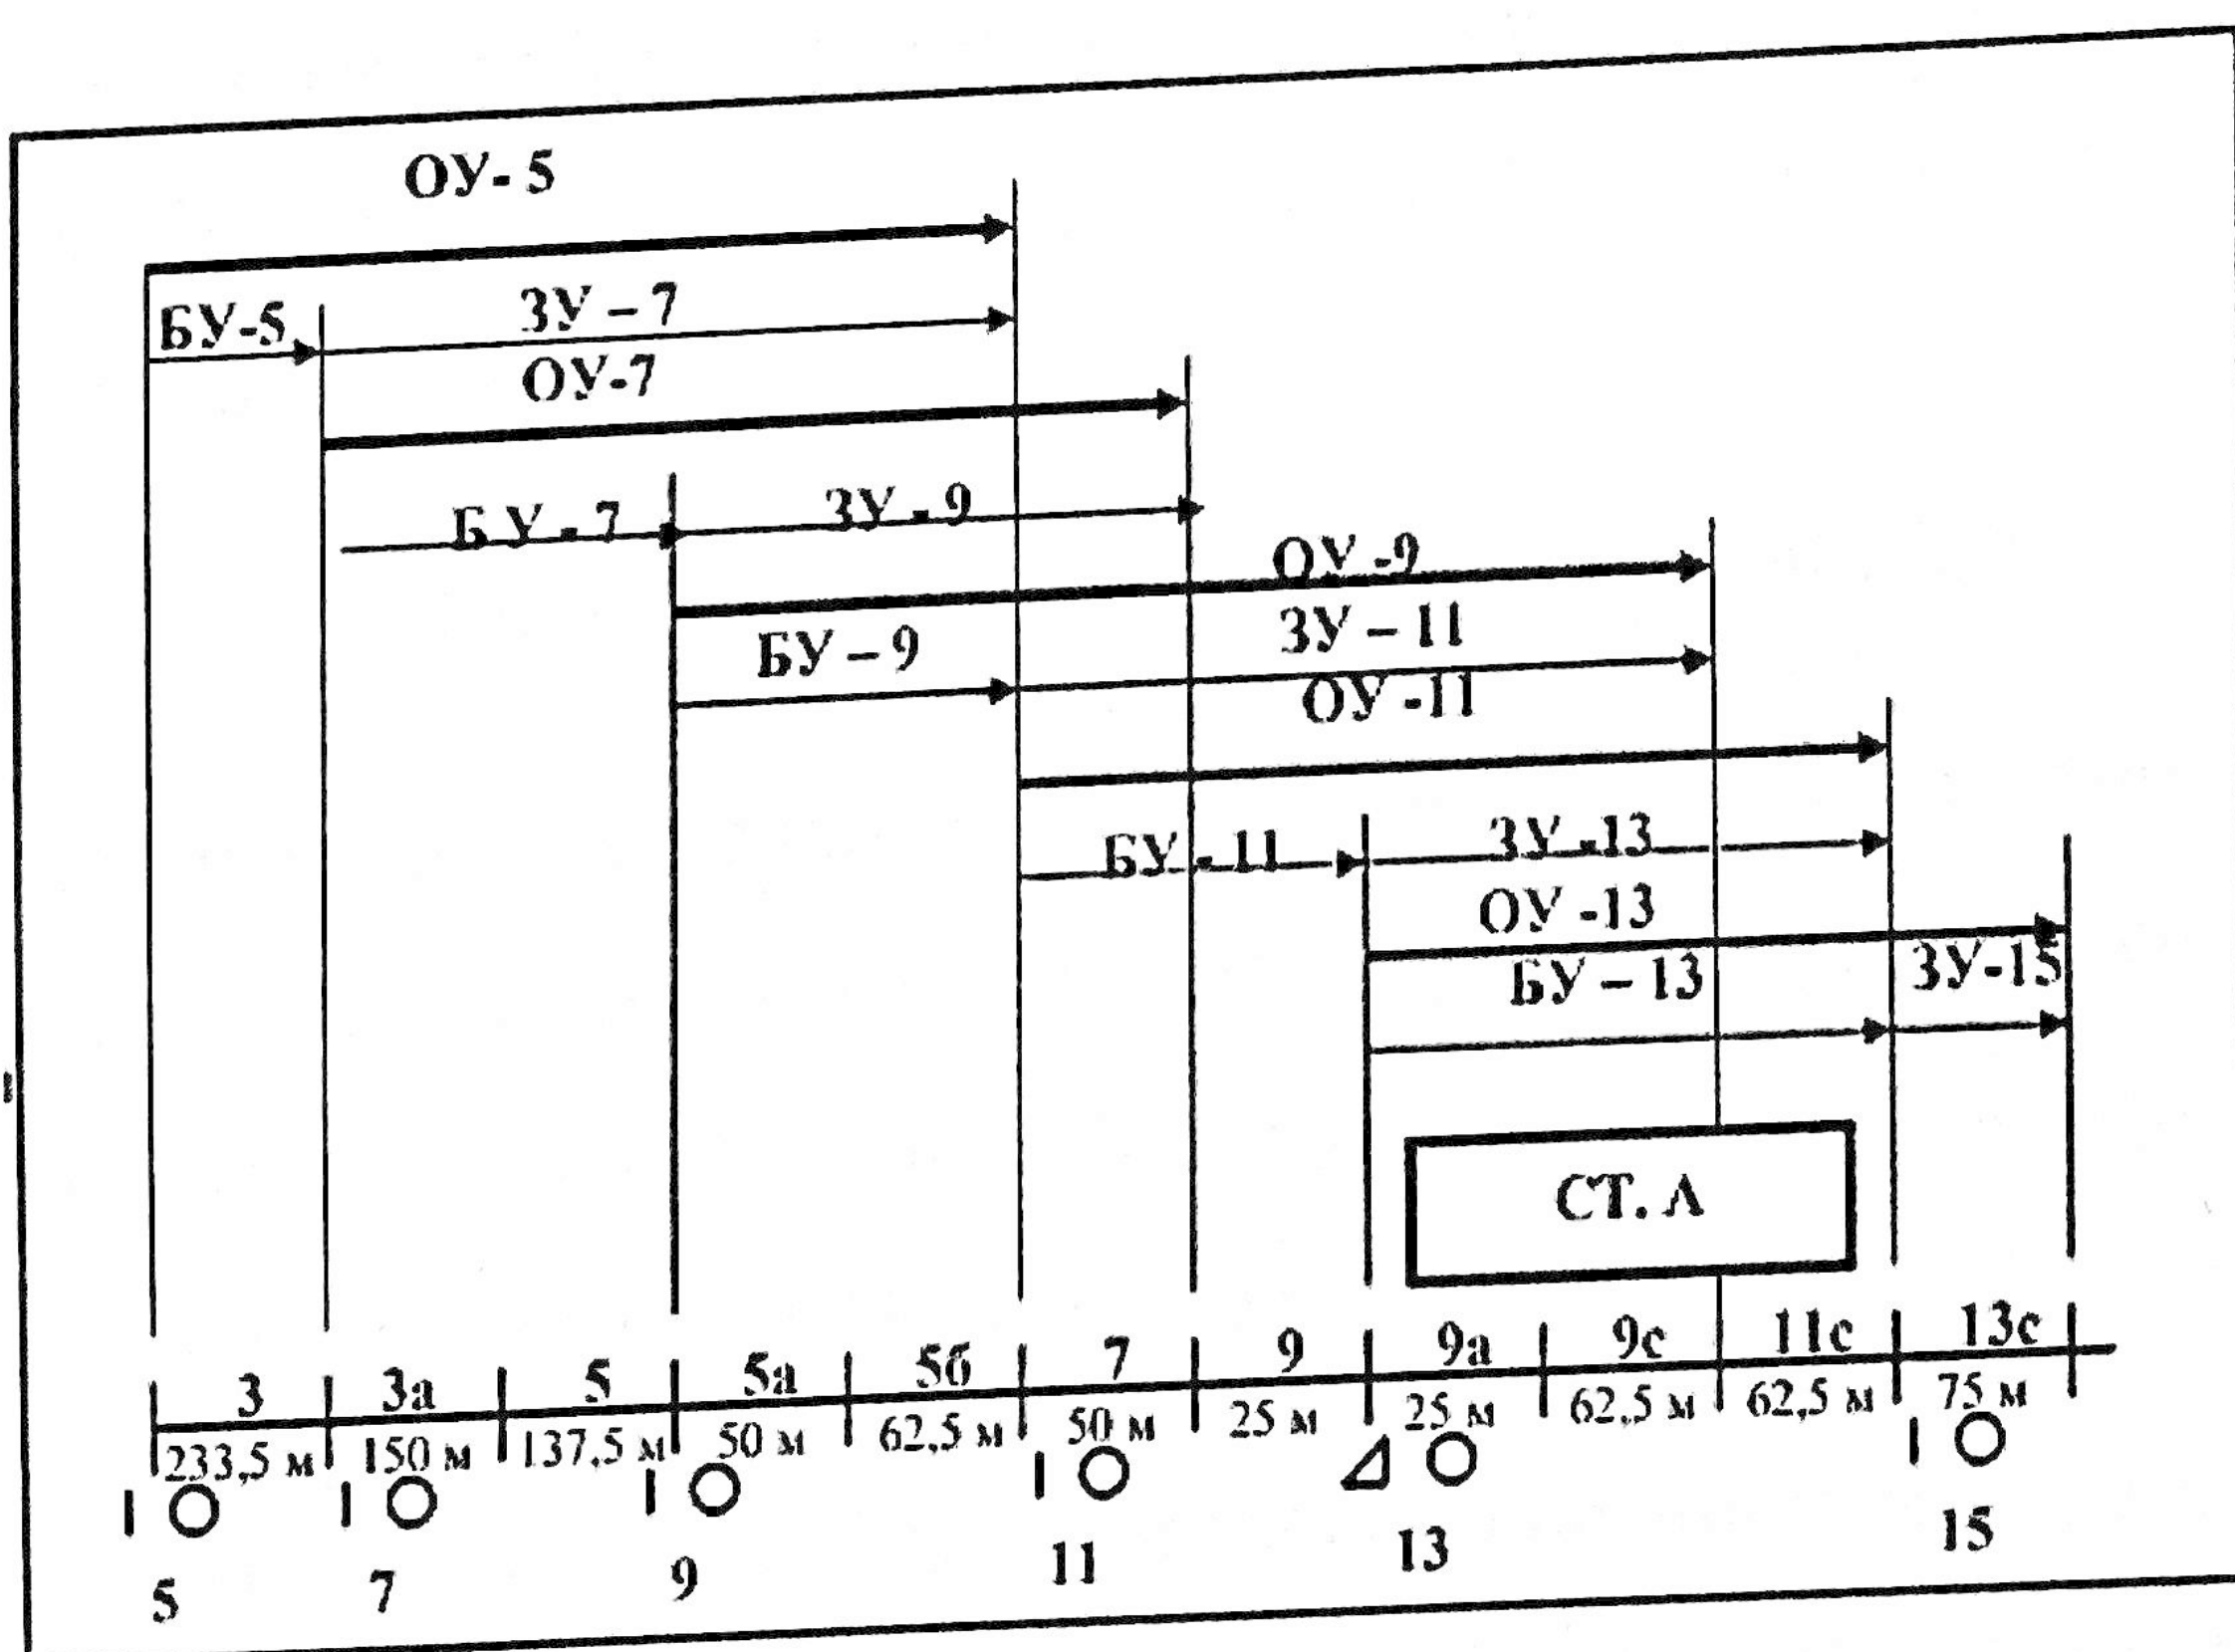 ОУ- 5
БУ-5
ЗУ – 7
ОУ-7
БУ - 7
ЗУ - 9
ОУ -9
БУ – 9
ЗУ – 11
ОУ -11
БУ - 11
ЗУ -13
ОУ -13
БУ – 13
ЗУ-15
СТ. А
3 3а 5 5а 5б 7 9 9а 9с 11с 13с
233,5 м 150 м 137,5 м 50 м 62,5 м 50 м 25 м 25 м 62,5 м 62,5 м 75 м
5 7 9 11 13 15